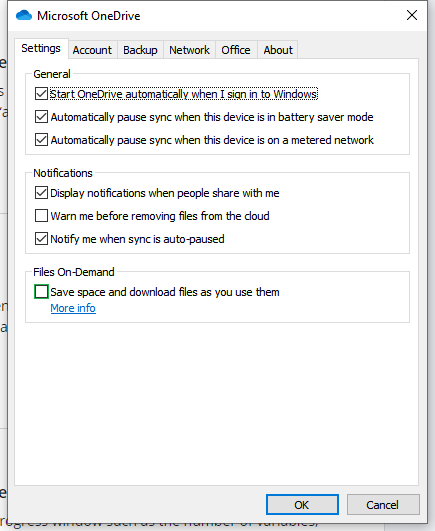 Microsoft OneDrive
Settings Account Backup Network Office About
General
Start OneDrive automatically when I sign in to Windows
Automatically pause sync when this device is in battery saver mode
Automatically pause sync when this device is on a metered network
Notifications
Display notifications when people share with me
Warn me before removing files from the cloud
Notify me when sync is auto-paused
Files On-Demand
Save space and download files as you use them
More info
OK Cancel
rogress window such as the number of variables,